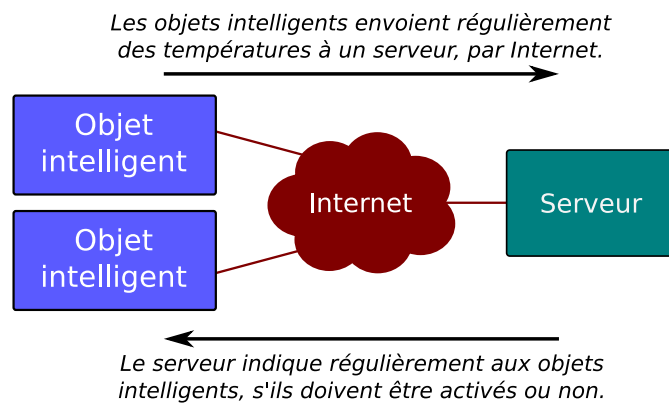 Les objets intelligents envoient régulièrement
des températures à un serveur, par Internet.
Objet
intelligent
Internet
Serveur
Objet
intelligent
Le serveur indique régulièrement aux objets
intelligents, s'ils doivent être activés ou non.